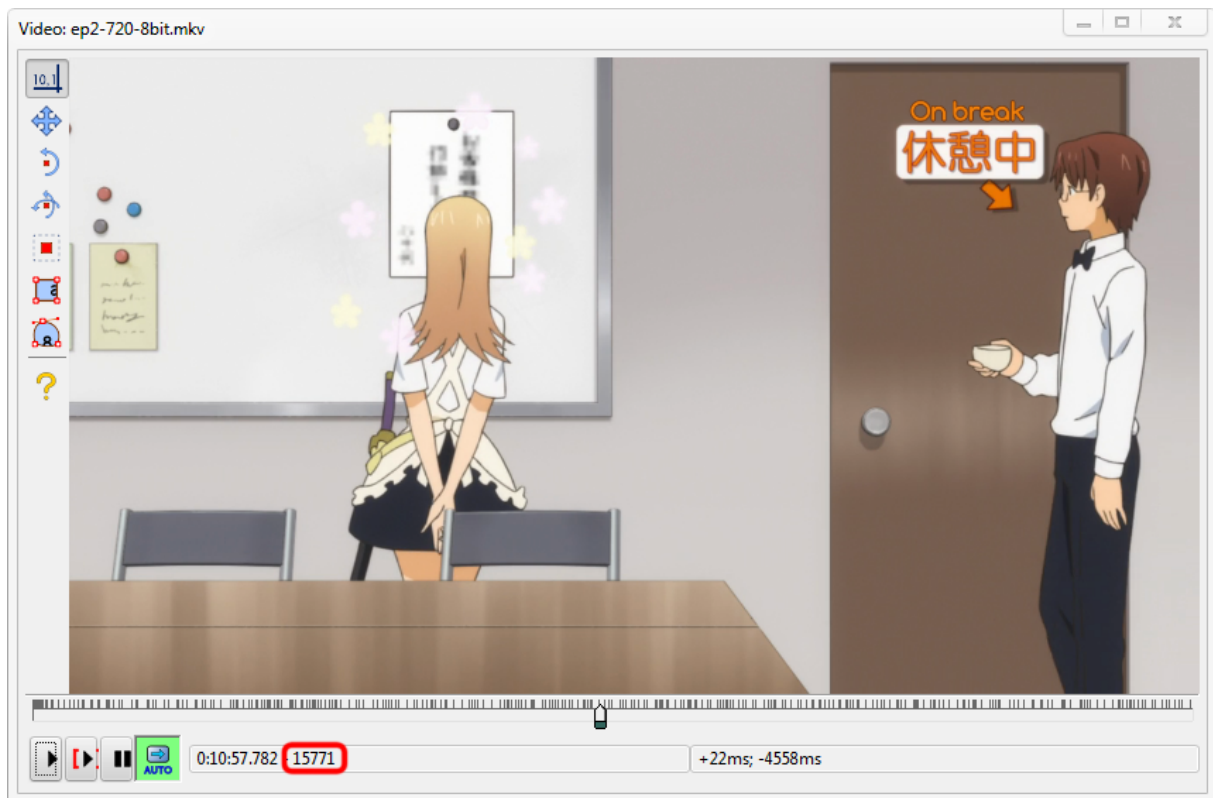 Video: ep2-720-8bit.mkv
10,1
On break
休憩中
a
8
?
AUTO
0:10:57.782 - 15771
+22ms; -4558ms